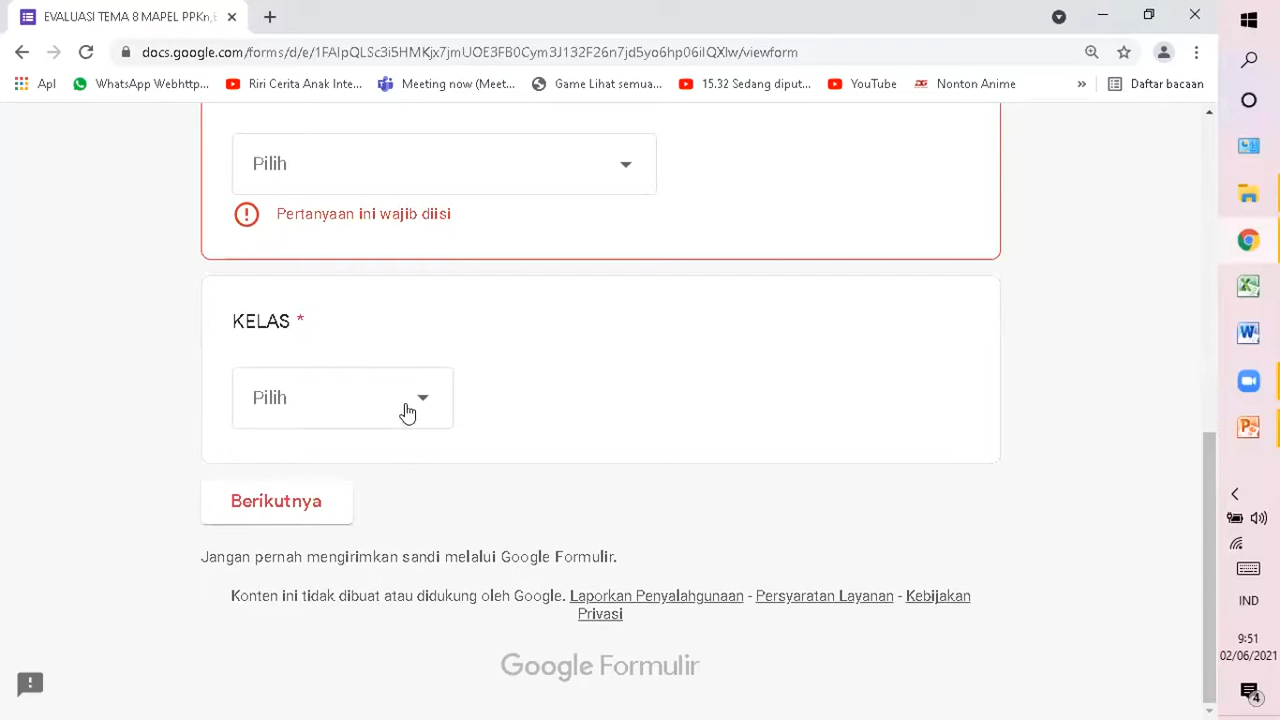 EVALUASI TEMA 8 MAPEL PPKn,
docs.google.com/forms/d/e/1FAIpQLSc3i5HMKjx7jmUOE3FB0Cym3J132F26n7jd5yo6hp06ilQXlw/viewform
Apl WhatsApp Webhttp... Riri Cerita Anak Inte... Meeting now (Meet... Game Lihat semua... 15.32 Sedang diput... YouTube Nonton Anime » Daftar bacaan
Pilih
Pertanyaan ini wajib diisi
KELAS *
Pilih
Berikutnya
Jangan pernah mengirimkan sandi melalui Google Formulir.
Konten ini tidak dibuat atau didukung oleh Google. Laporkan Penyalahgunaan - Persyaratan Layanan - Kebijakan
Privasi
Google Formulir
IND
9:51
02/06/2021
4